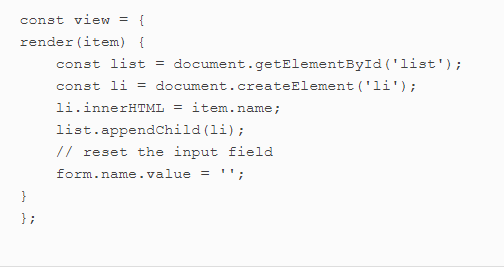 const view = {
render(item) {
    const list = document.getElementById('list');
    const li = document.createElement('li');
    li.innerHTML = item.name;
    list.appendChild(li);
    // reset the input field
    form.name.value = '';
}
};